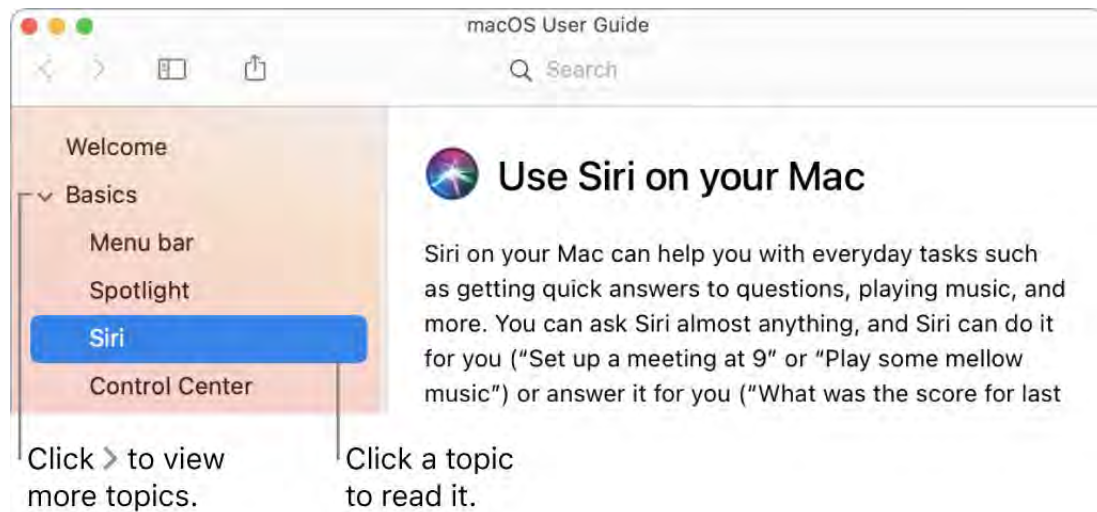 macOS User Guide
Search
Welcome
Basics
Menu bar
Spotlight
Siri
Control Center
Use Siri on your Mac
Siri on your Mac can help you with everyday tasks such
as getting quick answers to questions, playing music, and
more. You can ask Siri almost anything, and Siri can do it
for you (“Set up a meeting at 9” or “Play some mellow
music”) or answer it for you (“What was the score for last
Click > to view
more topics.
Click a topic
to read it.